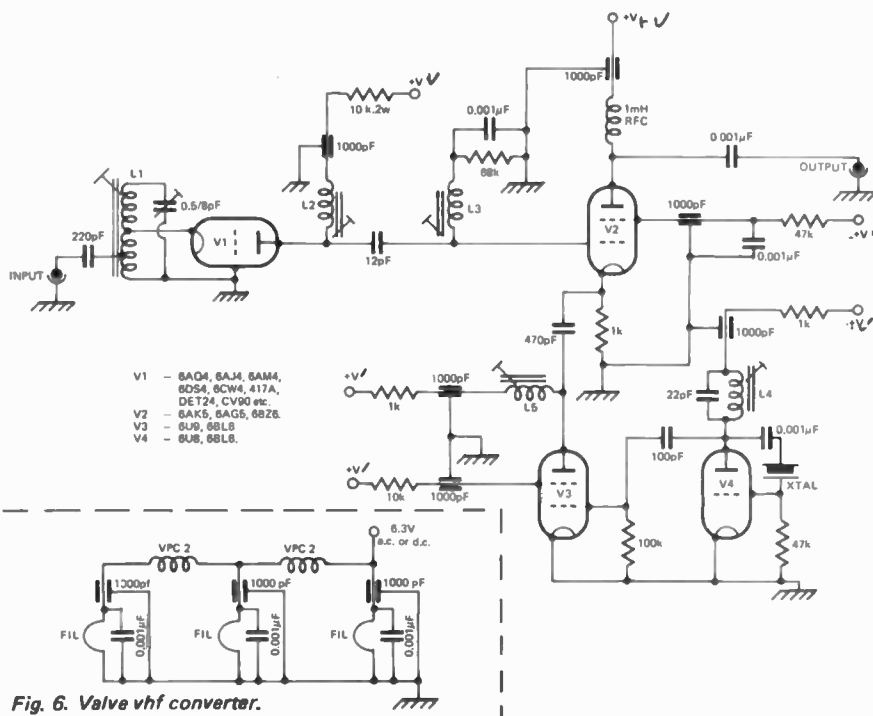 +V+ V
1000pF
1mH
RFC
+V V
10 k.2w
1000pF
0.001µF
68k
0.001µF
OUTPUT
L1
0.5/8pF
L2
L3
V2
1000pF
47k
+V'
220pF
V1
12pF
0.001µF
INPUT
470pF
1k
1000pF
1k
+V'
V1 – 6AQ4, 6AJ4, 6AM4,
6DS4, 6CW4, 417A,
DET24, CV90 etc.
V2 – 6AK5, 6AG5, 6BZ6.
V3 – 6U9, 6BL8
V4 – 6U8, 6BL8.
+V'
1k
1000pF
L5
22pF
L4
100pF
0.001µF
+V'
10k
1000pF
V3
V4
XTAL
100k
47k
6.3V
a.c. or d.c.
VPC 2
VPC 2
1000pf
1000 pF
1000 pF
FIL
0.001µF
FIL
0.001µF
FIL
0.001µF
Fig. 6. Valve vhf converter.